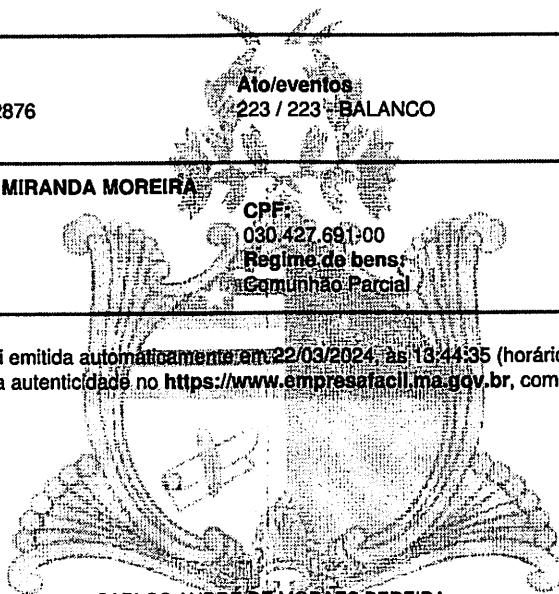 Ato/eventos
2876 223 / 223 - BALANCO
MIRANDA MOREIRA
CPF:
030.427.691-00
Regime de bens:
Comunhão Parcial
i emitida automaticamente em 22/03/2024, às 13:44:35 (horári
a autenticidade no https://www.empresafacil.ma.gov.br, com